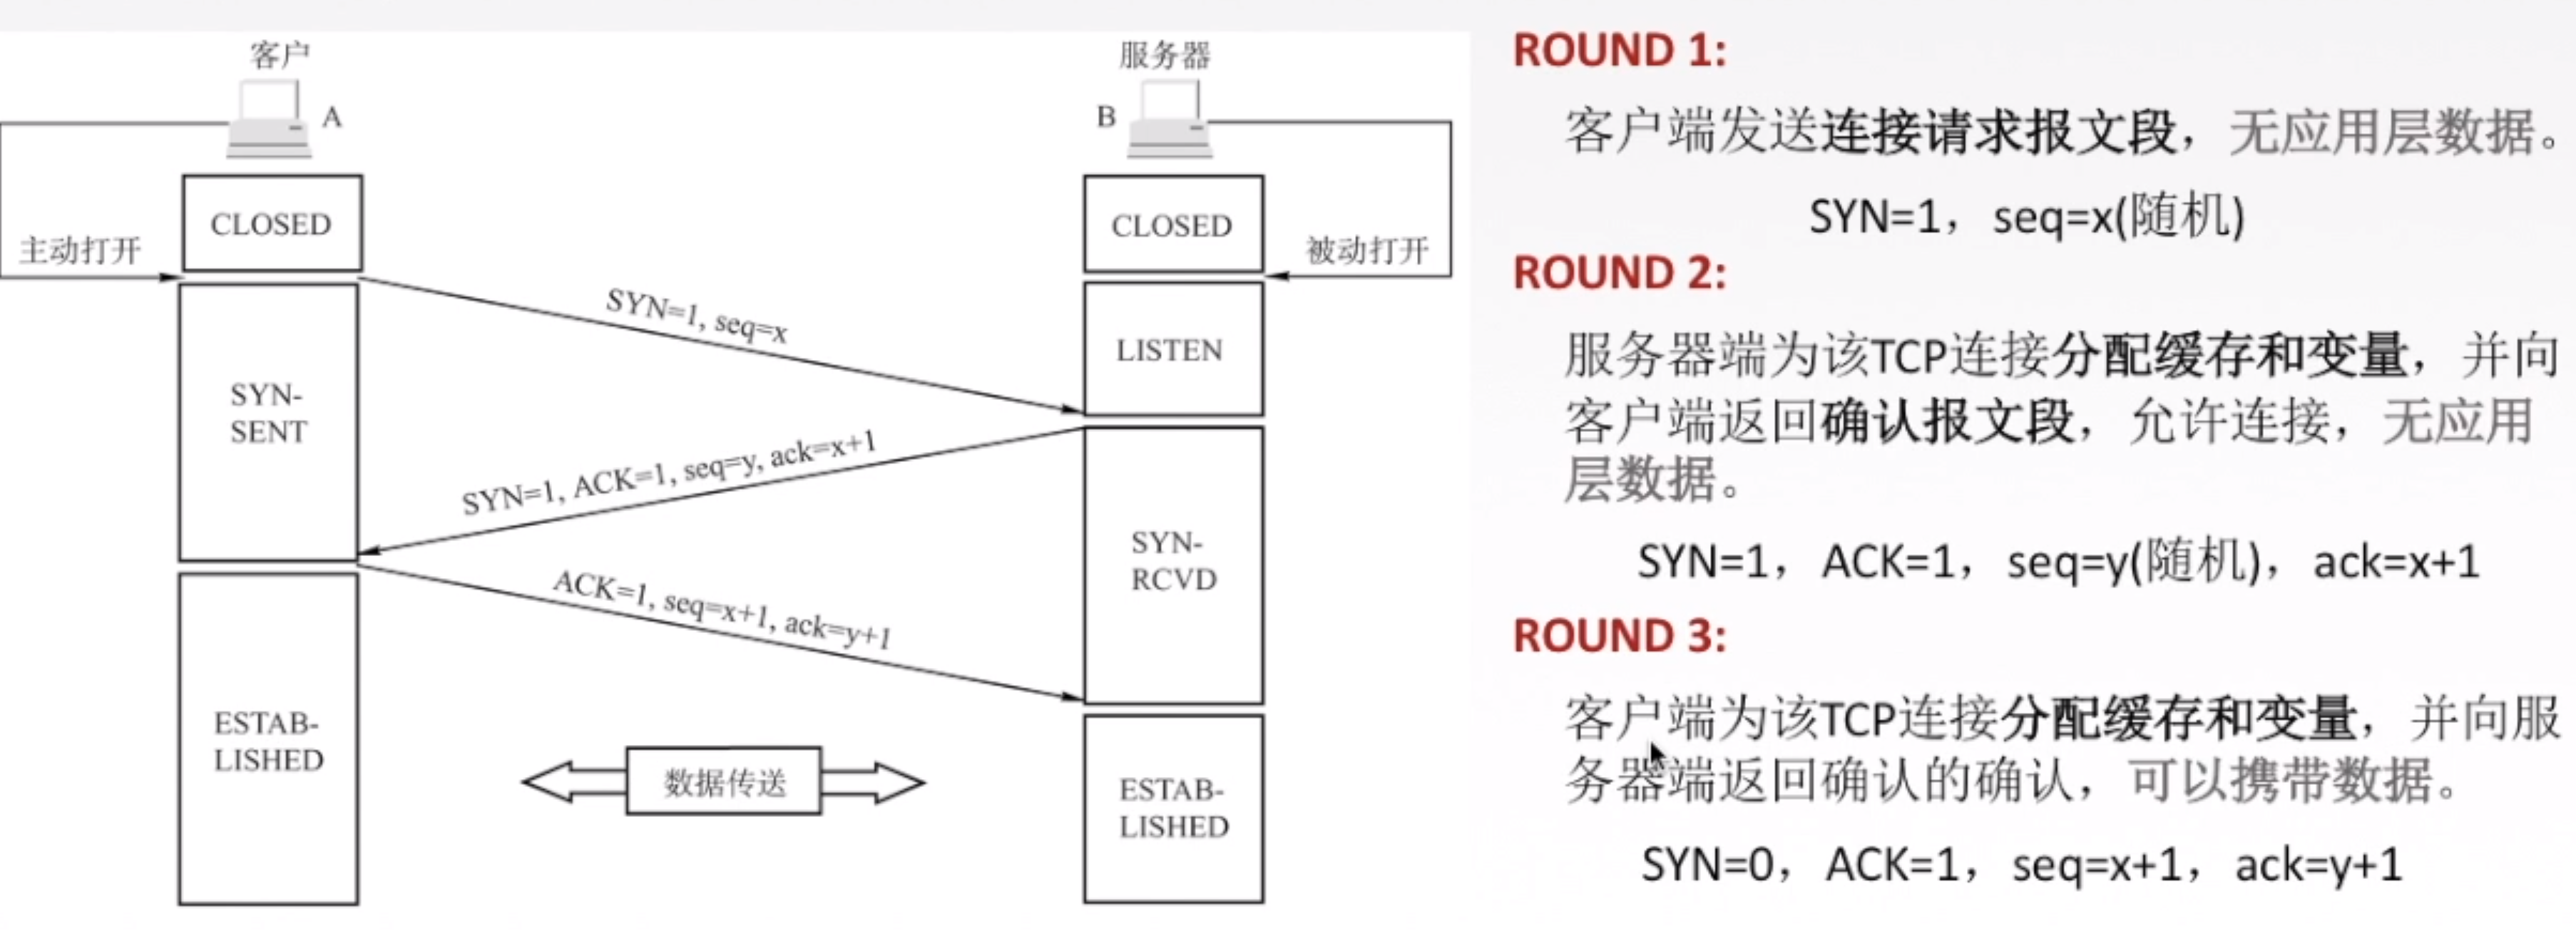 客户
A
CLOSED
主动打开
SYN-
SENT
ESTAB-
LISHED
SYN=1, seq=x
SYN=1, ACK=1, seq=y, ack=x+1
ACK=1, seq=x+1, ack=y+1
数据传送
服务器
B
CLOSED
被动打开
LISTEN
SYN-
RCVD
ESTAB-
LISHED
ROUND 1:
客户端发送连接请求报文段，无应用层数据。
SYN=1，seq=x(随机)
ROUND 2:
服务器端为该TCP连接分配缓存和变量，并向
客户端返回确认报文段，允许连接，无应用
层数据。
SYN=1，ACK=1，seq=y(随机)，ack=x+1
ROUND 3:
客户端为该TCP连接分配缓存和变量，并向服
务器端返回确认的确认，可以携带数据。
SYN=0，ACK=1，seq=x+1，ack=y+1